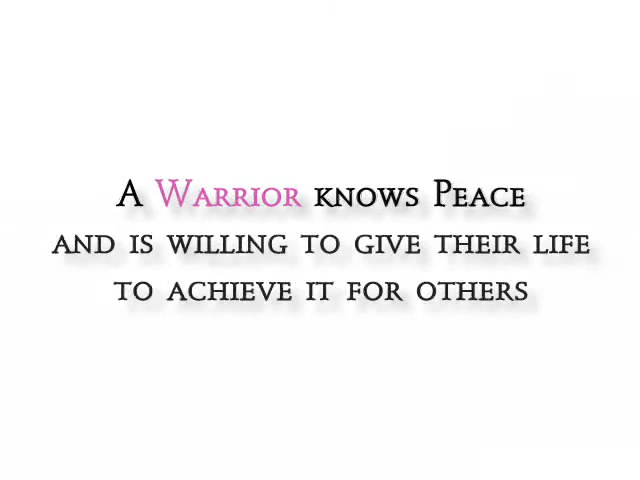 A Warrior knows Peace
and is willing to give their life
to achieve it for others